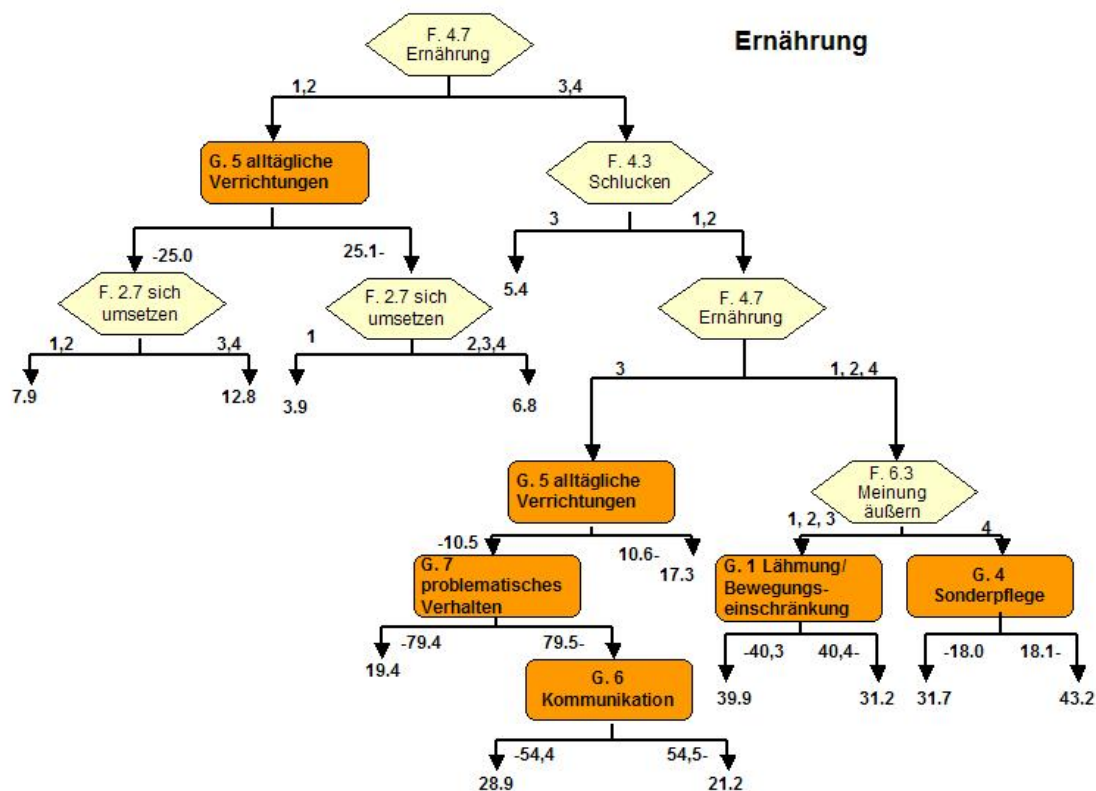 F. 4.7
Ernährung
Ernährung
1,2
3,4
G. 5 alltägliche
Verrichtungen
F. 4.3
Schlucken
3
1,2
-25.0
25.1-
5.4
F. 2.7 sich
umsetzen
F. 2.7 sich
umsetzen
F. 4.7
Ernährung
1,2
3,4
1
2,3,4
7.9
12.8
3.9
6.8
3
1, 2, 4
G. 5 alltägliche
Verrichtungen
F. 6.3
Meinung
äußern
1, 2, 3
4
-10.5
10.6-
17.3
G. 7
problematisches
Verhalten
G. 1 Lähmung/
Bewegungs-
einschränkung
G. 4
Sonderpflege
-79.4
79.5-
19.4
-40,3
40,4-
-18.0
18.1-
39.9
31.2
31.7
43.2
G. 6
Kommunikation
-54,4
54,5-
28.9
21.2